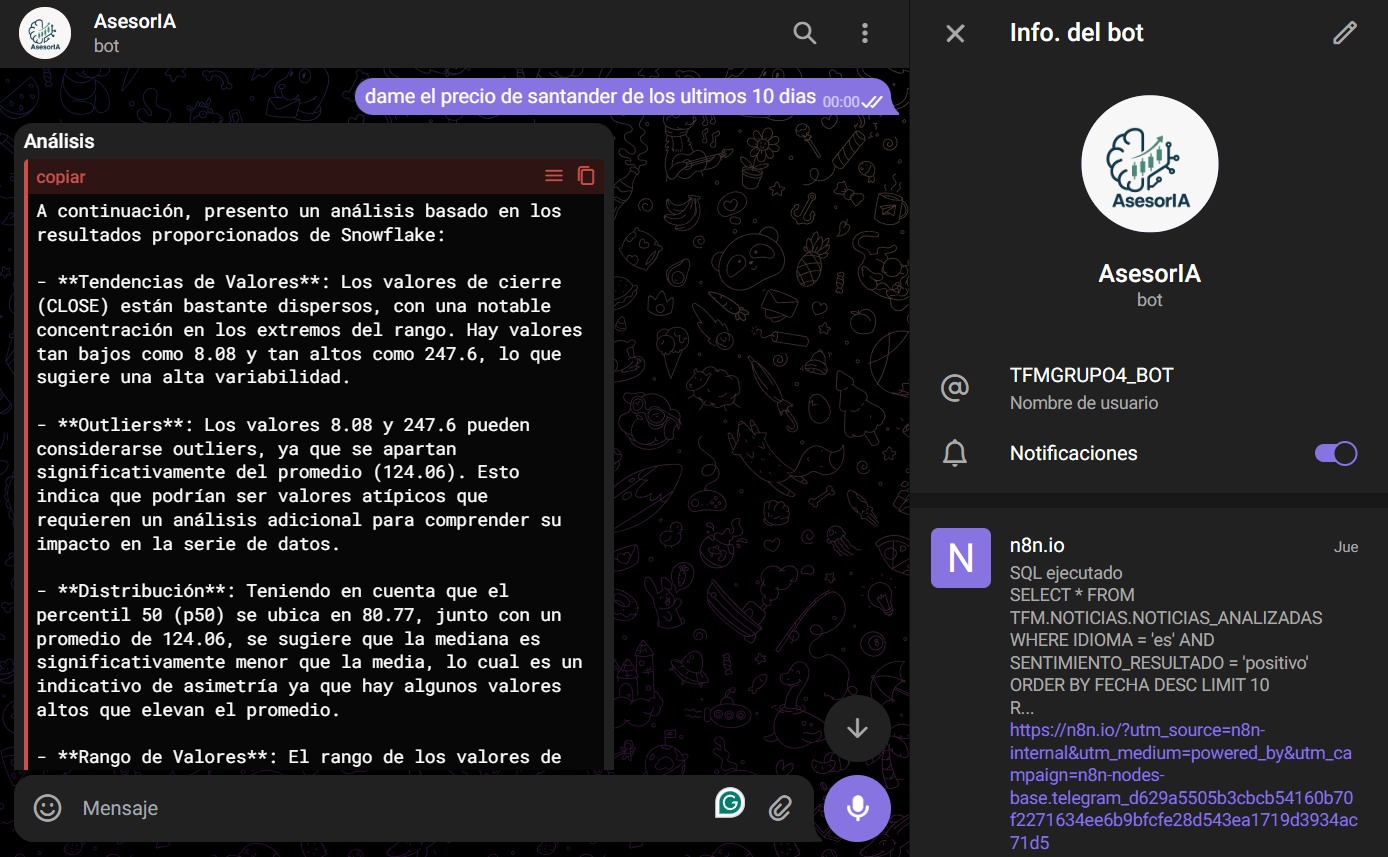 AsesorIA
bot
dame el precio de santander de los ultimos 10 dias 00:00
Análisis
copiar
A continuación, presento un análisis basado en los
resultados proporcionados de Snowflake:
- **Tendencias de Valores**: Los valores de cierre
(CLOSE) están bastante dispersos, con una notable
concentración en los extremos del rango. Hay valores
tan bajos como 8.08 y tan altos como 247.6, lo que
sugiere una alta variabilidad.
- **Outliers**: Los valores 8.08 y 247.6 pueden
considerarse outliers, ya que se apartan
significativamente del promedio (124.06). Esto
indica que podrían ser valores atípicos que
requieren un análisis adicional para comprender su
impacto en la serie de datos.
- **Distribución**: Teniendo en cuenta que el
percentil 50 (p50) se ubica en 80.77, junto con un
promedio de 124.06, se sugiere que la mediana es
significativamente menor que la media, lo cual es un
indicativo de asimetría ya que hay algunos valores
altos que elevan el promedio.
- **Rango de Valores**: El rango de los valores de
Mensaje
Info. del bot
AsesorIA
AsesorIA
bot
TFMGRUPO4_BOT
Nombre de usuario
Notificaciones
N
n8n.io
Jue
SQL ejecutado
SELECT * FROM
TFM.NOTICIAS.NOTICIAS_ANALIZADAS
WHERE IDIOMA = 'es' AND
SENTIMIENTO_RESULTADO = 'positivo'
ORDER BY FECHA DESC LIMIT 10
R...
https://n8n.io/?utm_source=n8n-
internal&utm_medium=powered_by&utm_ca
mpaign=n8n-nodes-
base.telegram_d629a5505b3cbcb54160b70
f2271634ee6b9bfcfe28d543ea1719d3934ac
71d5